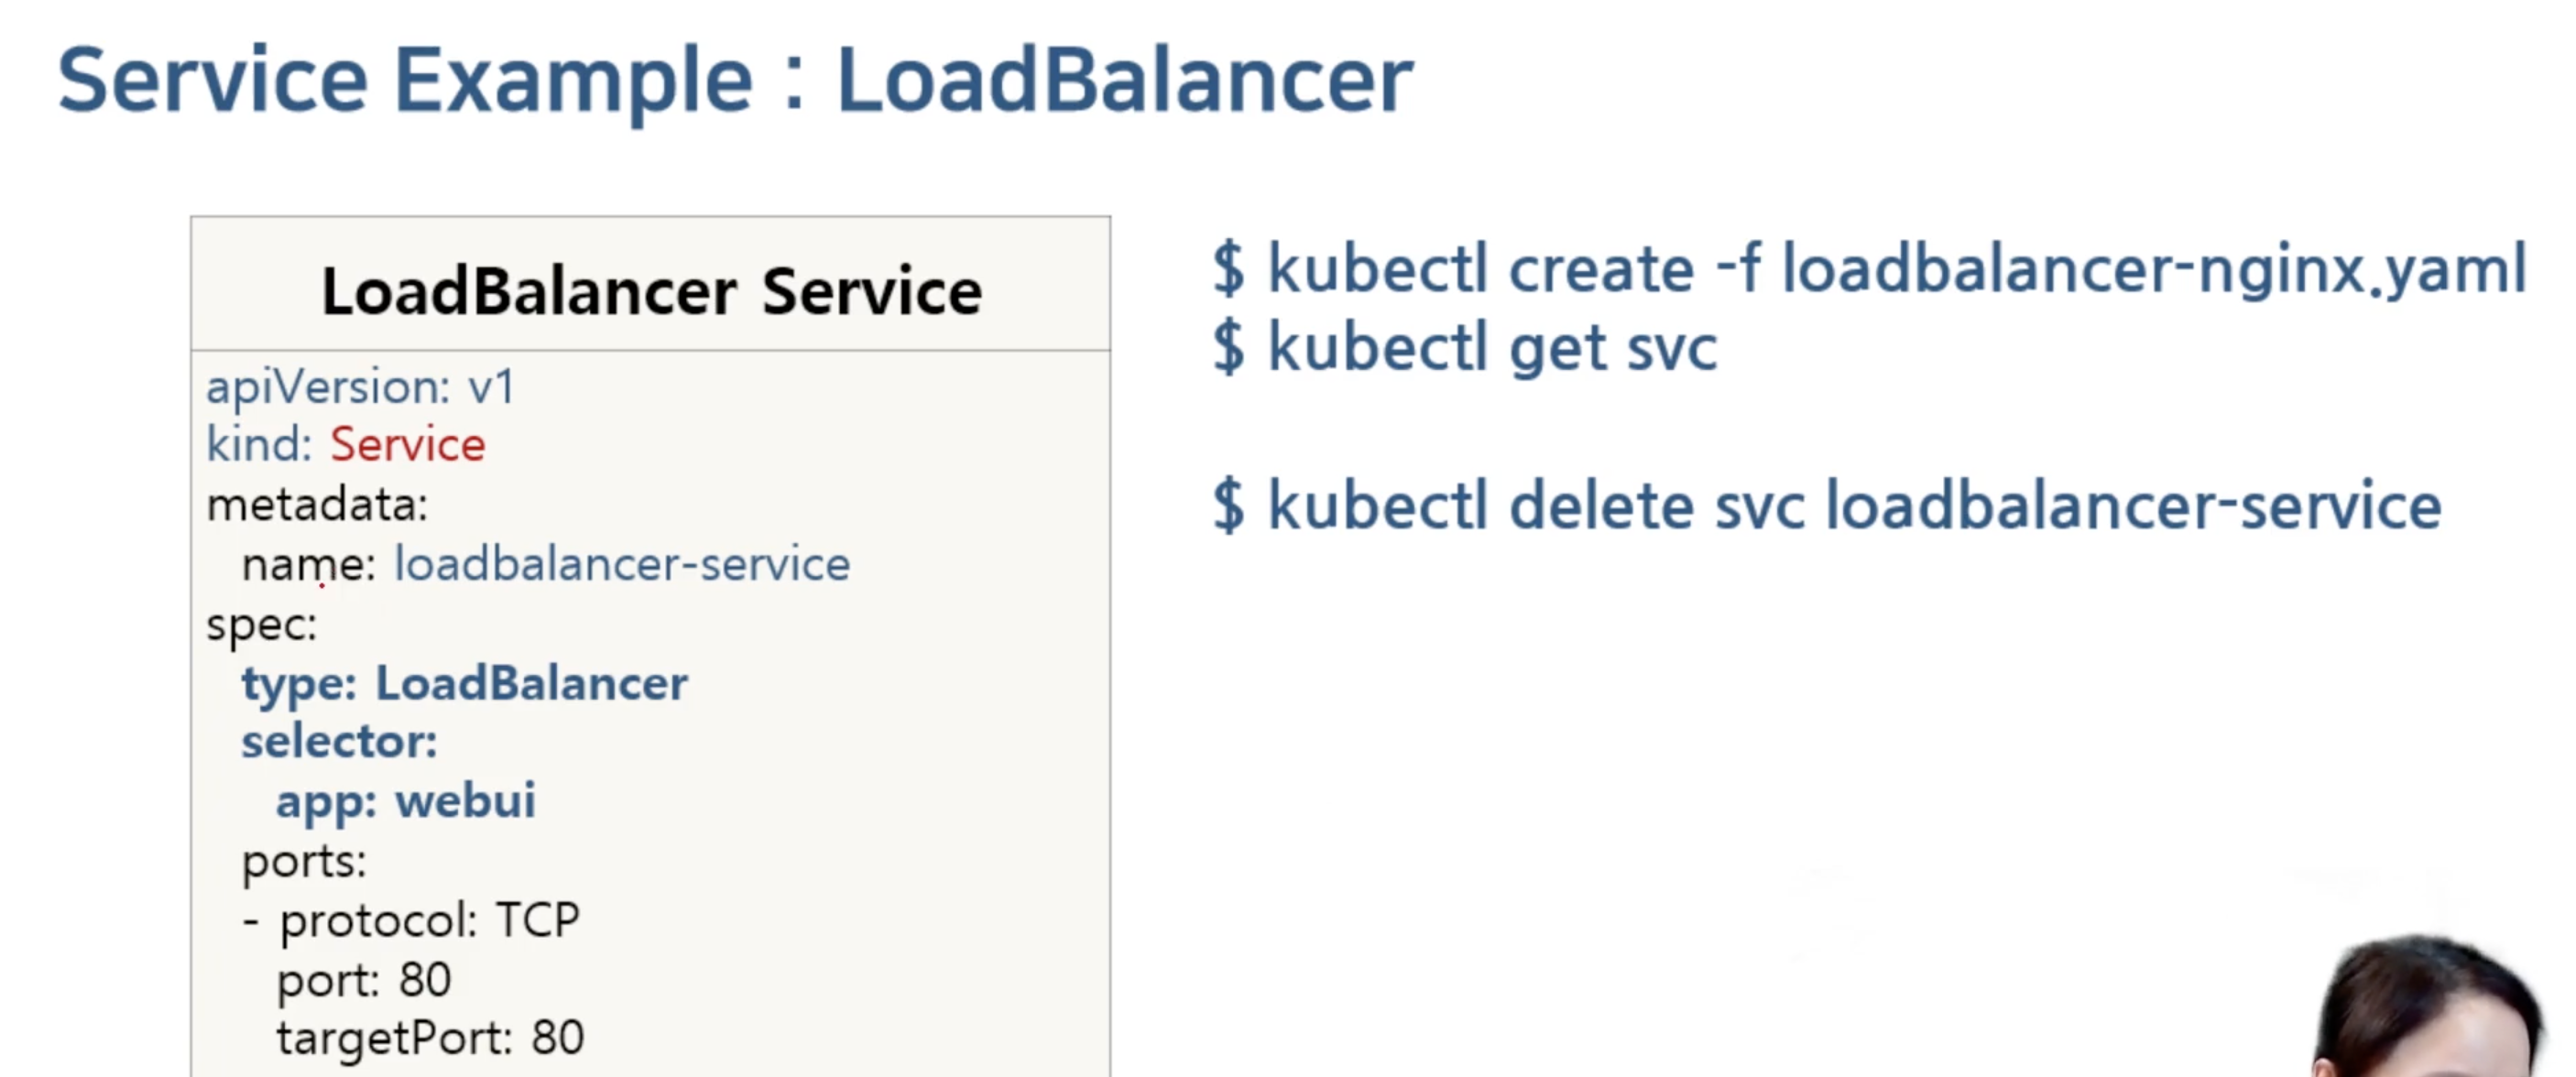 Service Example : LoadBalancer
LoadBalancer Service
apiVersion: v1
kind: Service
metadata:
  name: loadbalancer-service
spec:
  type: LoadBalancer
  selector:
    app: webui
  ports:
  - protocol: TCP
    port: 80
    targetPort: 80
$ kubectl create -f loadbalancer-nginx.yaml
$ kubectl get svc
$ kubectl delete svc loadbalancer-service